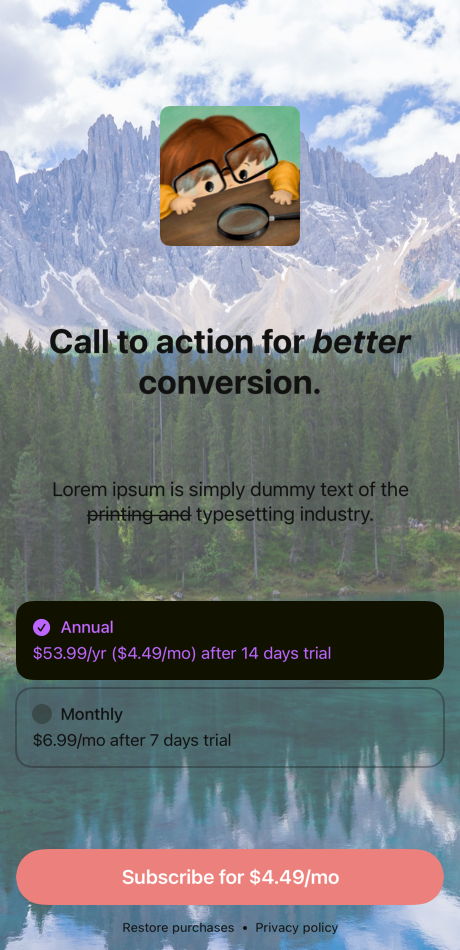 Call to action for better
conversion.
Lorem ipsum is simply dummy text of the
printing and typesetting industry.
Annual
$53.99/yr ($4.49/mo) after 14 days trial
Monthly
$6.99/mo after 7 days trial
Subscribe for $4.49/mo
Restore purchases • Privacy policy